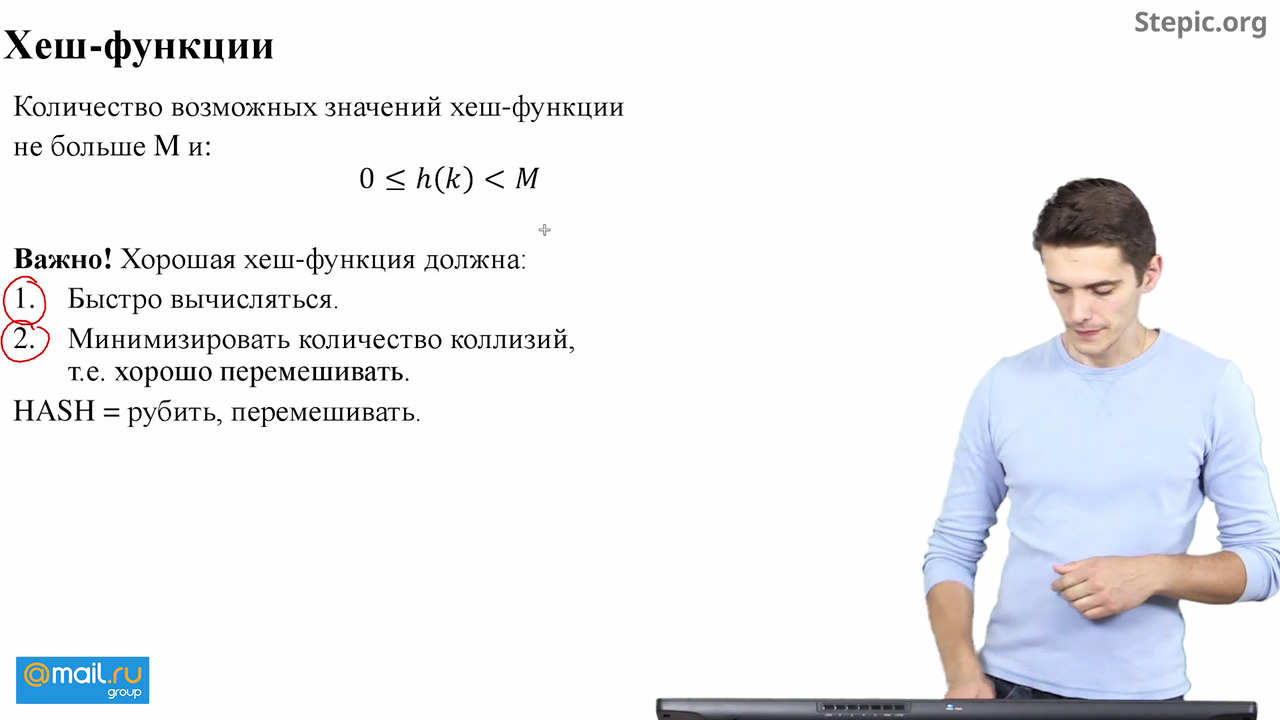 Stepic.org
Хеш-функции
Количество возможных значений хеш-функции
не больше M и:
0 ≤ h(k) < M
Важно! Хорошая хеш-функция должна:
1. Быстро вычисляться.
2. Минимизировать количество коллизий,
т.е. хорошо перемешивать.
HASH = рубить, перемешивать.
@mail.ru
group